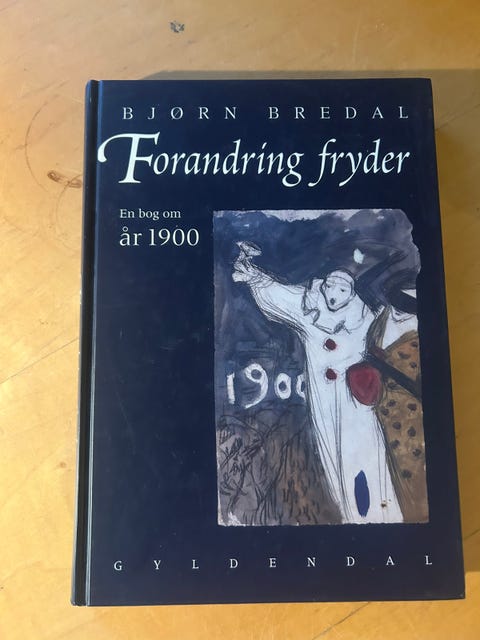 BJØRN BREDAL
Forandring fryder
En bog om
år 1900
1900
GYLDENDAL